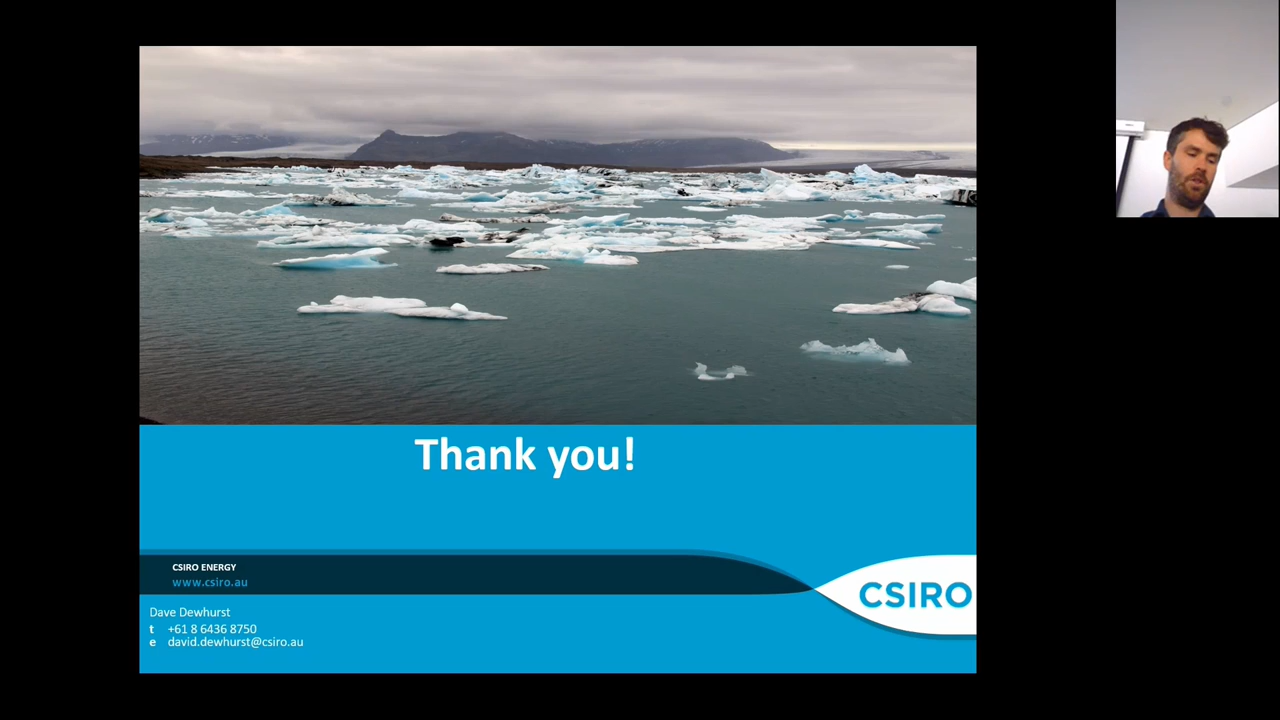 Thank you!
CSIRO ENERGY
www.csiro.au
CSIRO
Dave Dewhurst
t +61 8 6436 8750
e david.dewhurst@csiro.au